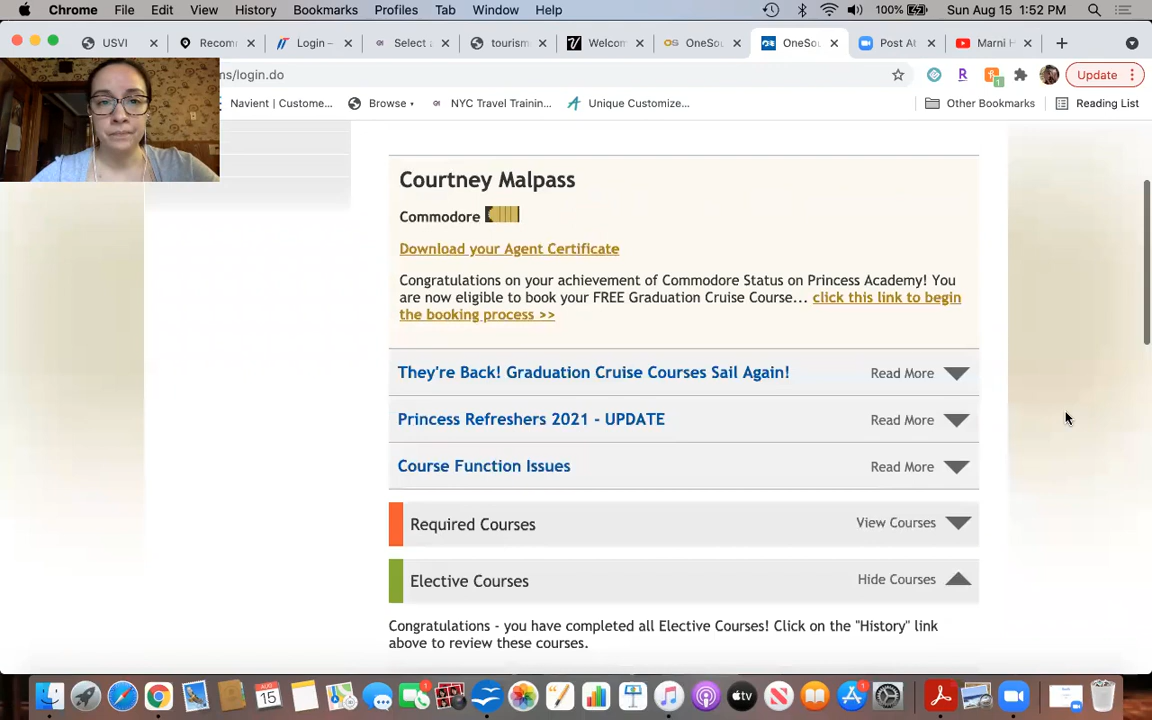 Chrome File Edit View History Bookmarks Profiles Tab Window Help 100% Sun Aug 15 1:52 PM
USVI Recom Login – Select tourism Welcom OneSou OneSou Post Al Marni H
ms/login.do Update
Navient | Custome... Browse NYC Travel Trainin... Unique Customize... Other Bookmarks Reading List
Courtney Malpass
Commodore
Download your Agent Certificate
Congratulations on your achievement of Commodore Status on Princess Academy! You
are now eligible to book your FREE Graduation Cruise Course... click this link to begin
the booking process >>
They're Back! Graduation Cruise Courses Sail Again! Read More
Princess Refreshers 2021 - UPDATE Read More
Course Function Issues Read More
Required Courses View Courses
Elective Courses Hide Courses
Congratulations - you have completed all Elective Courses! Click on the "History" link
above to review these courses.